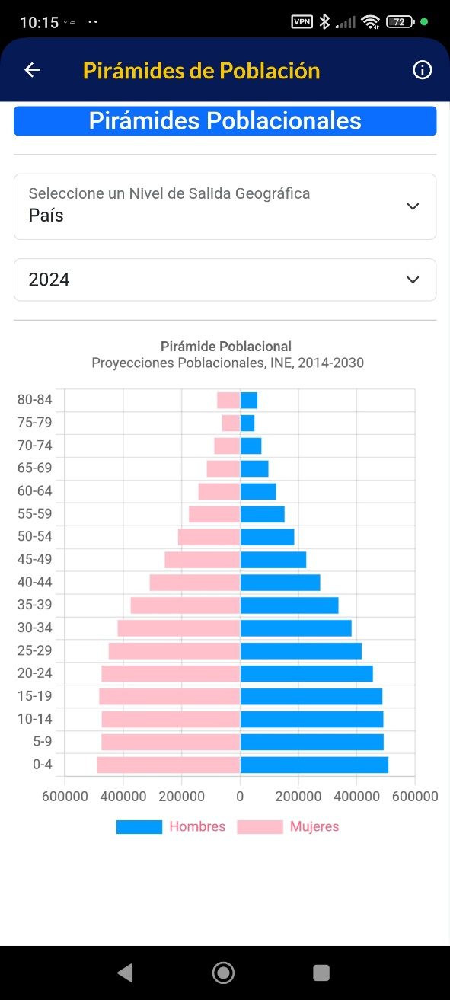 10:15
VPN
72
Pirámides de Población
Pirámides Poblacionales
Seleccione un Nivel de Salida Geográfica
País
2024
Pirámide Poblacional
Proyecciones Poblacionales, INE, 2014-2030
80-84
75-79
70-74
65-69
60-64
55-59
50-54
45-49
40-44
35-39
30-34
25-29
20-24
15-19
10-14
5-9
0-4
600000 400000 200000 0 200000 400000 600000
Hombres Mujeres